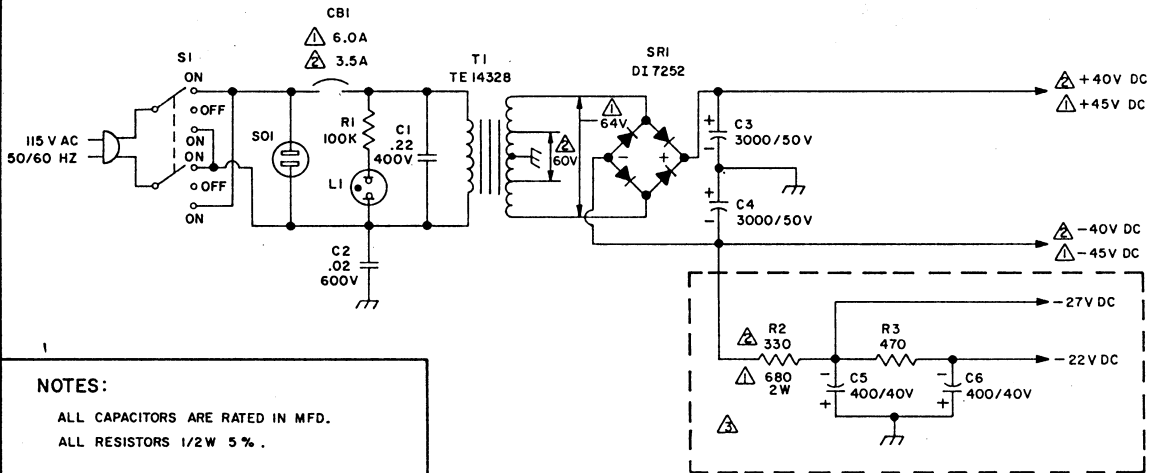 CB1
⚠1 6.0A
⚠2 3.5A
S1
ON
OFF
ON
ON
OFF
ON
115 V AC
50/60 HZ
SO1
R1
100K
L1
C1
.22
400V
C2
.02
600V
T1
TE 14328
1
64V
2
60V
SR1
DI 7252
-
+
+
-
C3
3000/50V
+
-
C4
3000/50V
2 +40V DC
1 +45V DC
2 -40V DC
1 -45V DC
-27V DC
2 R2
330
1 680
2W
R3
470
-22V DC
-
+
C5
400/40V
-
+
C6
400/40V
3
NOTES:
ALL CAPACITORS ARE RATED IN MFD.
ALL RESISTORS 1/2W 5%.